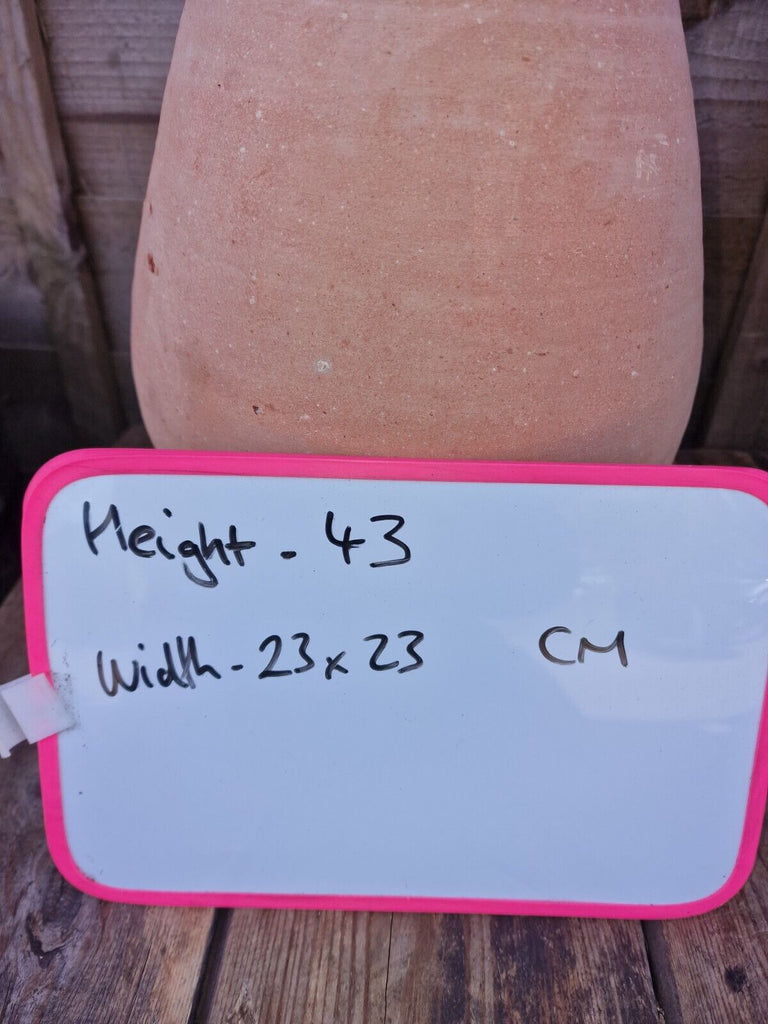 Height - 43
Width - 23 x 23 CM